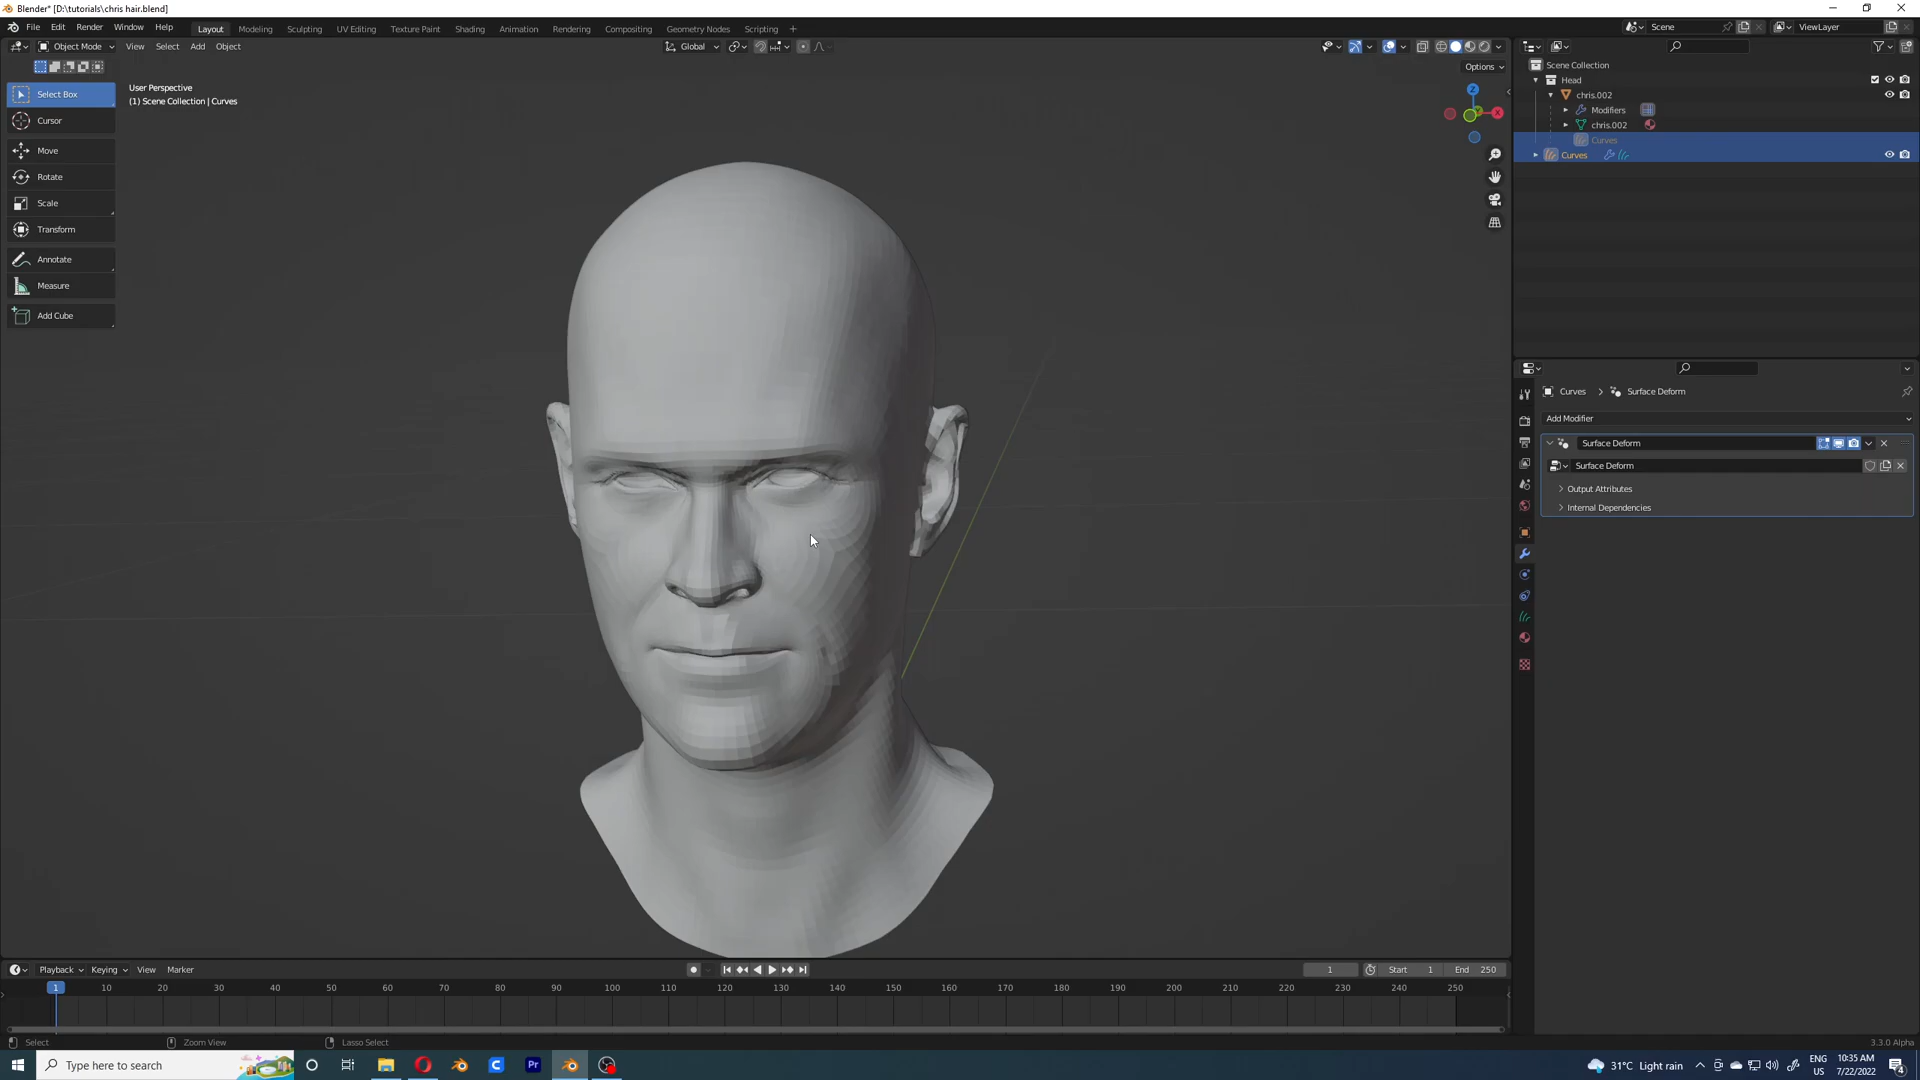 Blender* [D:\tutorials\chris hair.blend]
File Edit Render Window Help Layout Modeling Sculpting UV Editing Texture Paint Shading Animation Rendering Compositing Geometry Nodes Scripting + Scene ViewLayer
Object Mode View Select Add Object Global
Options
User Perspective
(1) Scene Collection | Curves
Select Box
Cursor
Move
Rotate
Scale
Transform
Annotate
Measure
Add Cube
Z
X
Scene Collection
Head
chris.002
Modifiers
chris.002
Curves
Curves
Curves > Surface Deform
Add Modifier
Surface Deform
Surface Deform
Output Attributes
Internal Dependencies
Playback Keying View Marker 1 Start 1 End 250
1 10 20 30 40 50 60 70 80 90 100 110 120 130 140 150 160 170 180 190 200 210 220 230 240 250
Select Zoom View Lasso Select 3.3.0 Alpha
Type here to search
31°C Light rain
ENG
US
10:35 AM
7/22/2022
4